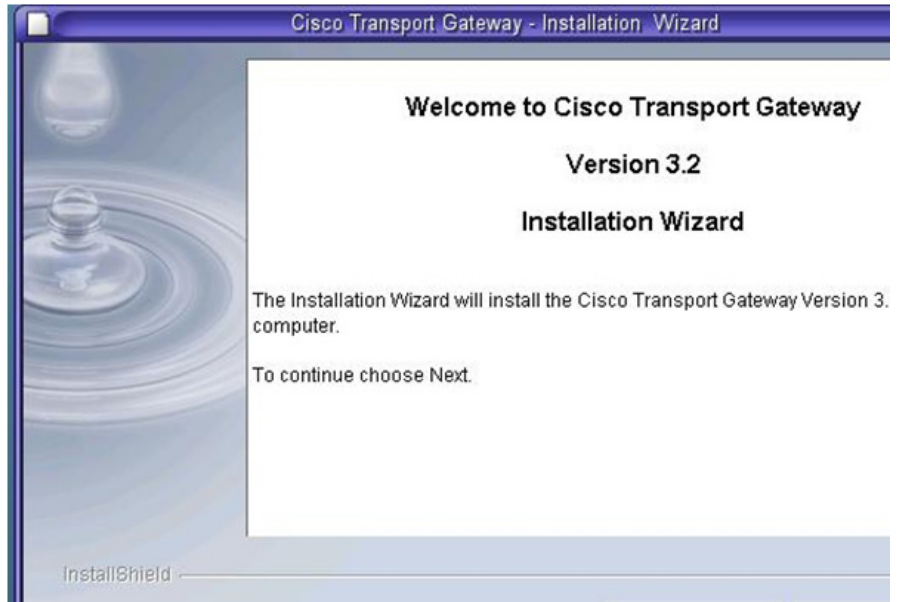 Cisco Transport Gateway - Installation Wizard
Welcome to Cisco Transport Gateway
Version 3.2
Installation Wizard
The Installation Wizard will install the Cisco Transport Gateway Version 3.
computer.
To continue choose Next.
InstallShield